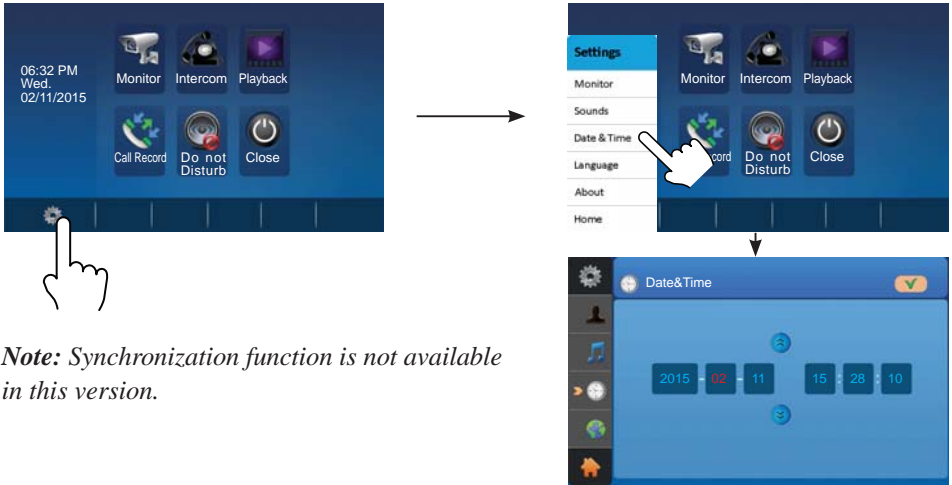 06:32 PM
Wed.
02/11/2015
Monitor Intercom Playback
Call Record Do not Disturb Close
Settings
Monitor
Sounds
Date & Time
Language
About
Home
Monitor Intercom Playback
cord Do not Disturb Close
Note: Synchronization function is not available
in this version.
Date&Time
2015 - 02 - 11 15 : 28 : 10